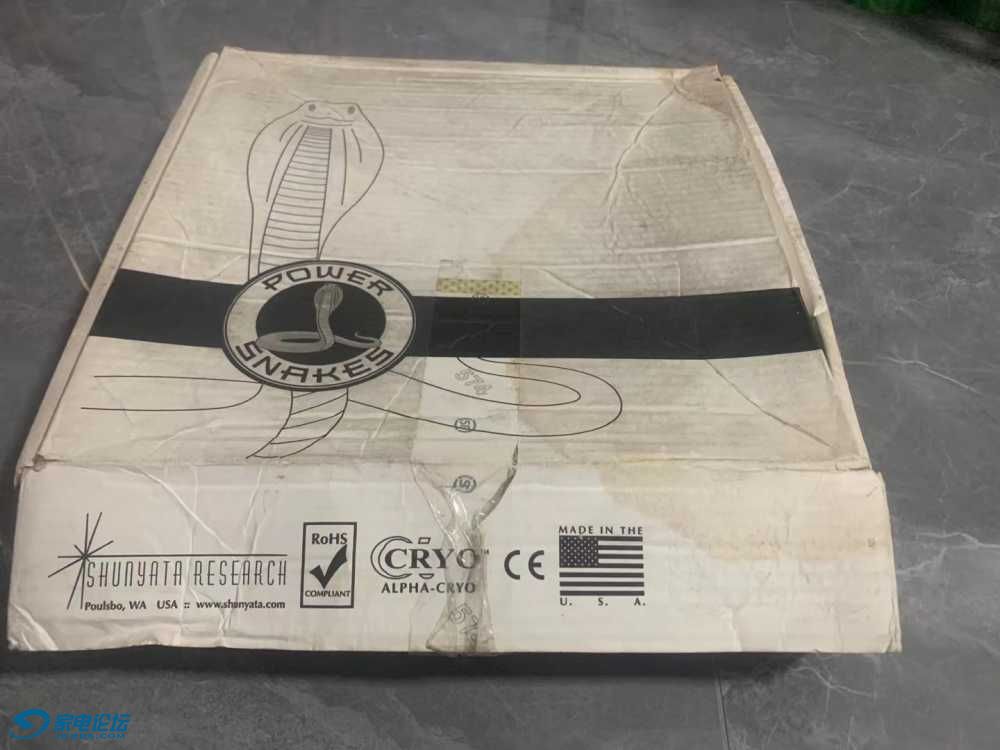 POWER
SNAKES
574
SHUNYATA RESEARCH
Poulsbo, WA USA :: www.shunyata.com
RoHS
COMPLIANT
CRYO
ALPHA-CRYO
CE
MADE IN THE
U. S. A.
家电论坛